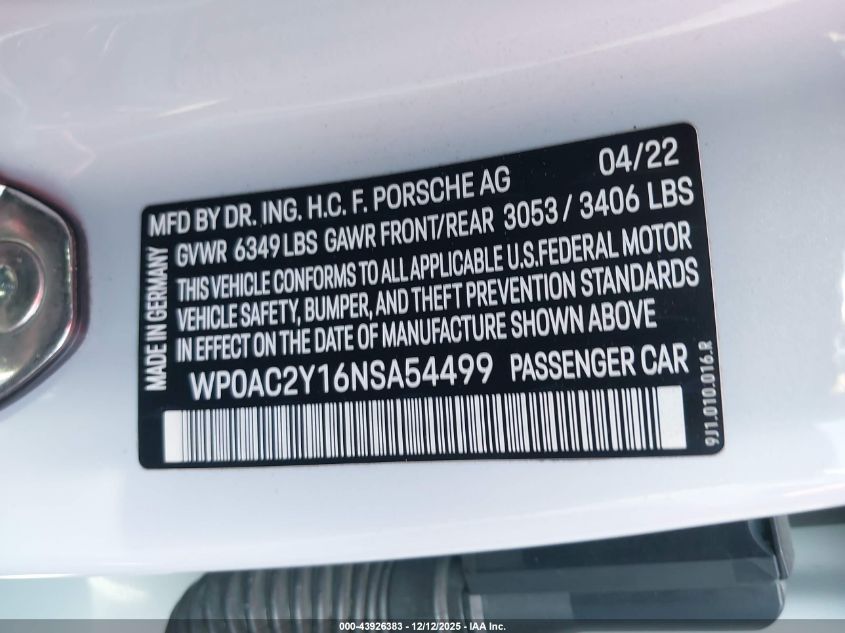 04/22
MFD BY DR. ING. H.C. F. PORSCHE AG
GVWR 6349 LBS GAWR FRONT/REAR 3053 / 3406 LBS
THIS VEHICLE CONFORMS TO ALL APPLICABLE U.S.FEDERAL MOTOR
VEHICLE SAFETY, BUMPER, AND THEFT PREVENTION STANDARDS
IN EFFECT ON THE DATE OF MANUFACTURE SHOWN ABOVE
WP0AC2Y16NSA54499 PASSENGER CAR
MADE IN GERMANY
9J1.010.016.R
000-43926383 - 12/12/2025 - IAA Inc.